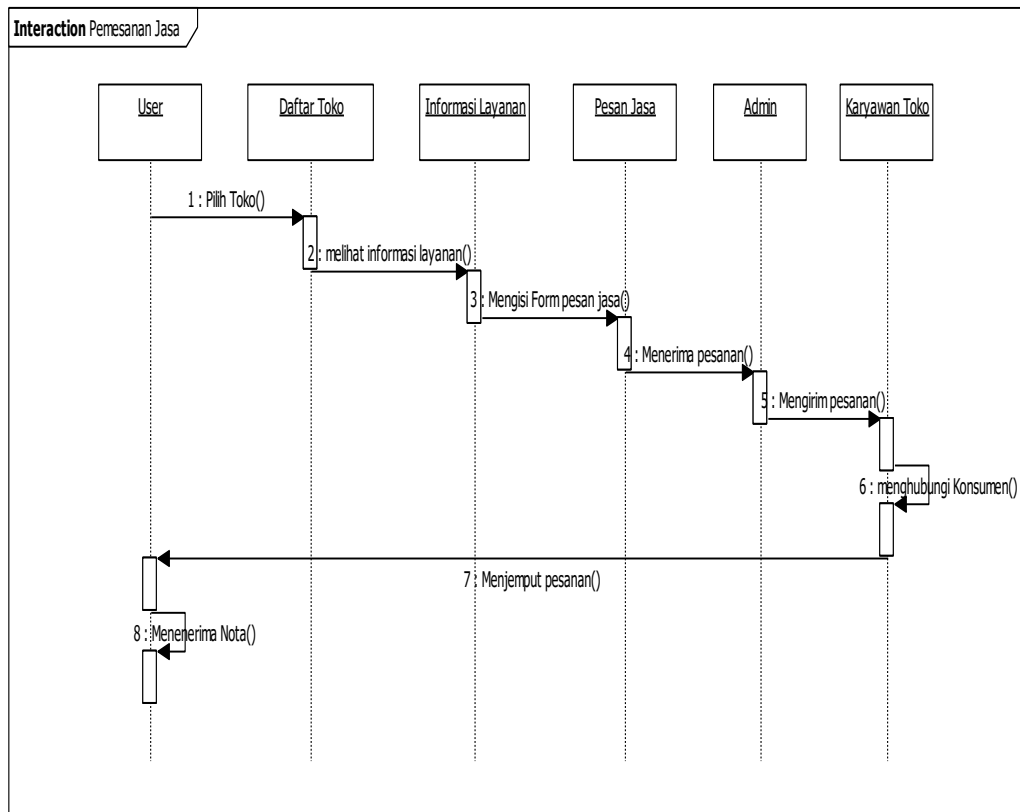 Interaction Pemesanan Jasa
User
Daftar Toko
Informasi Layanan
Pesan Jasa
Admin
Karyawan Toko
1 : Pilih Toko()
2 : melihat informasi layanan()
3 : Mengisi Form pesan jasa()
4 : Menerima pesanan()
5 : Mengirim pesanan()
6 : menghubungi Konsumen()
7 : Menjemput pesanan()
8 : Menenerima Nota()